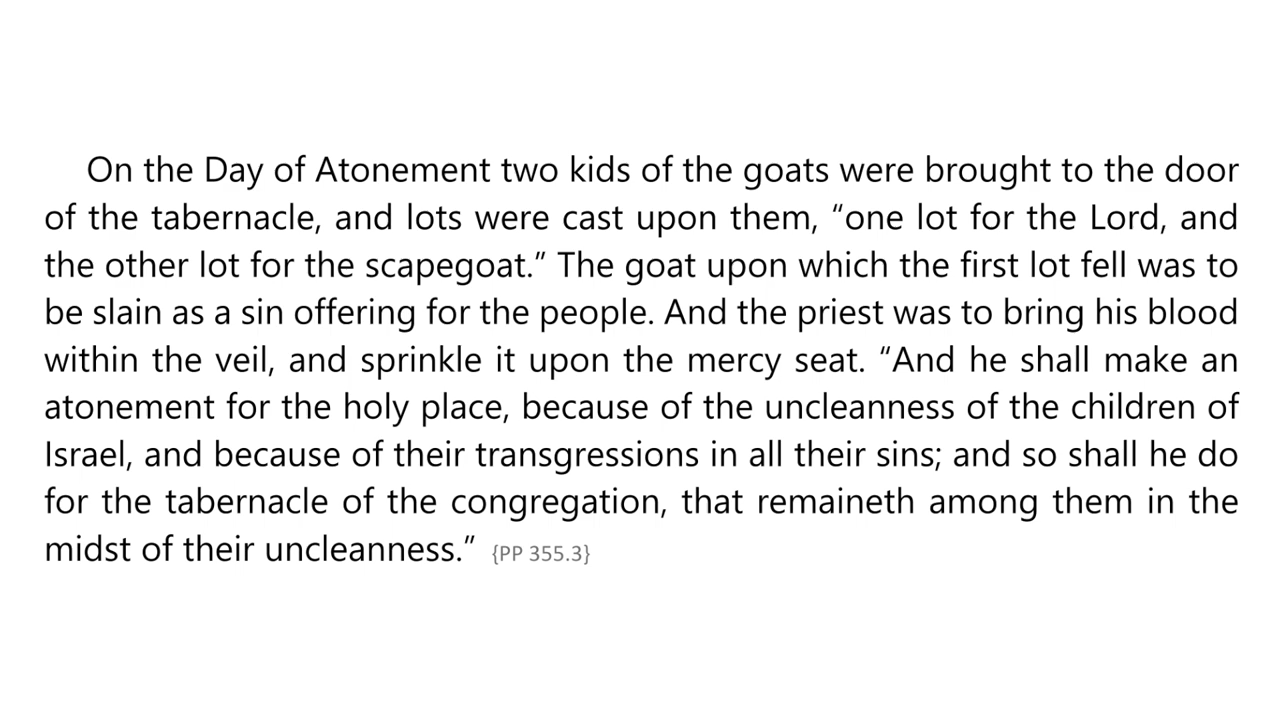 On the Day of Atonement two kids of the goats were brought to the door
of the tabernacle, and lots were cast upon them, “one lot for the Lord, and
the other lot for the scapegoat.” The goat upon which the first lot fell was to
be slain as a sin offering for the people. And the priest was to bring his blood
within the veil, and sprinkle it upon the mercy seat. “And he shall make an
atonement for the holy place, because of the uncleanness of the children of
Israel, and because of their transgressions in all their sins; and so shall he do
for the tabernacle of the congregation, that remaineth among them in the
midst of their uncleanness.” {PP 355.3}